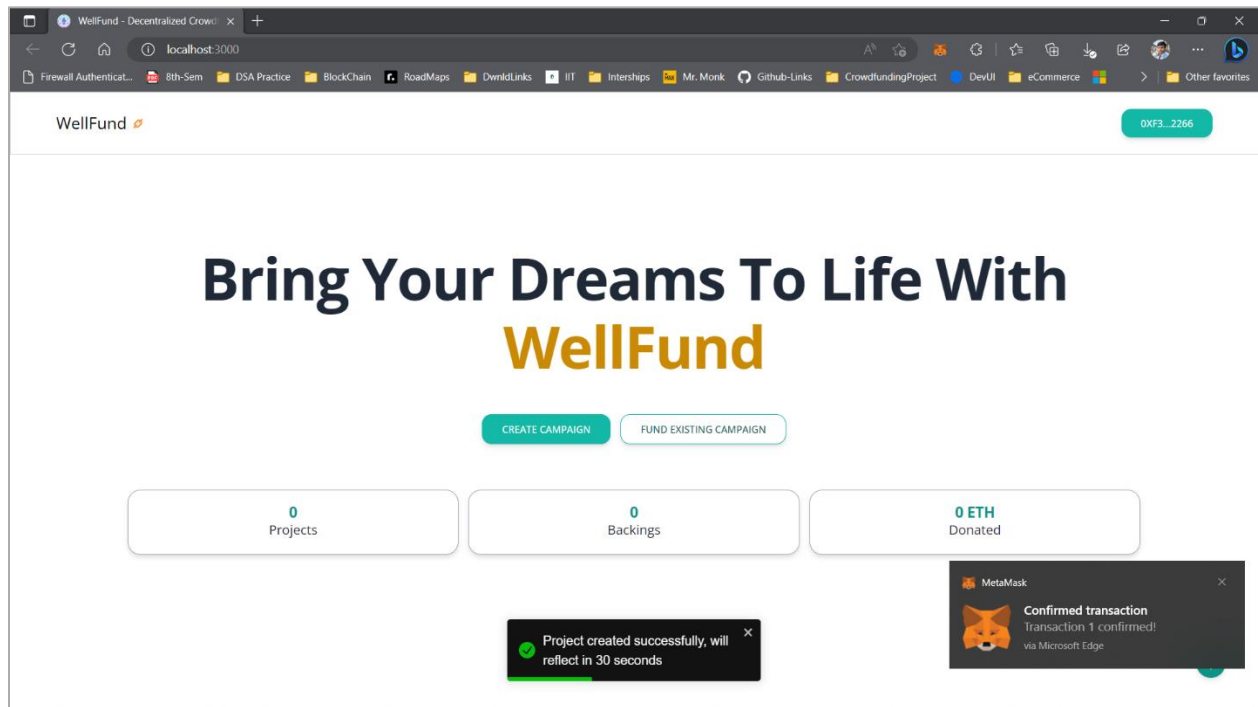 WellFund - Decentralized Crowd
localhost:3000
Firewall Authenticat... 8th-Sem DSA Practice BlockChain RoadMaps DwnldLinks IIT Interships Mr. Monk Github-Links CrowdfundingProject DevUI eCommerce Other favorites
WellFund
0XF3...2266
Bring Your Dreams To Life With
WellFund
CREATE CAMPAIGN FUND EXISTING CAMPAIGN
0 0 0 ETH
Projects Backings Donated
MetaMask
Confirmed transaction
Transaction 1 confirmed!
via Microsoft Edge
Project created successfully, will
reflect in 30 seconds